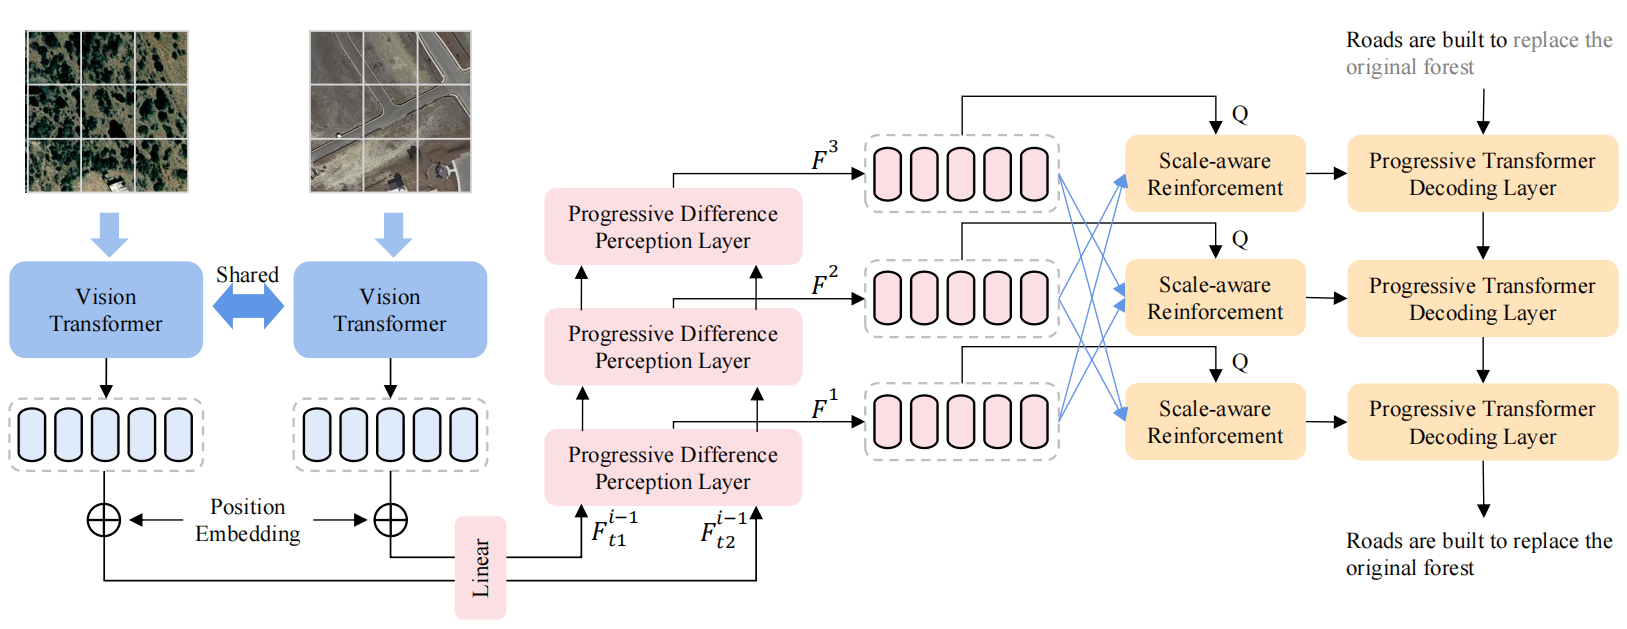 Roads are built to replace the
original forest
Shared
Vision
Transformer
Vision
Transformer
Position
Embedding
Linear
F_{t1}^{i−1}
F_{t2}^{i−1}
Progressive Difference
Perception Layer
Progressive Difference
Perception Layer
Progressive Difference
Perception Layer
F^3
F^2
F^1
Q
Scale-aware
Reinforcement
Q
Scale-aware
Reinforcement
Q
Scale-aware
Reinforcement
Progressive Transformer
Decoding Layer
Progressive Transformer
Decoding Layer
Progressive Transformer
Decoding Layer
Roads are built to replace the
original forest